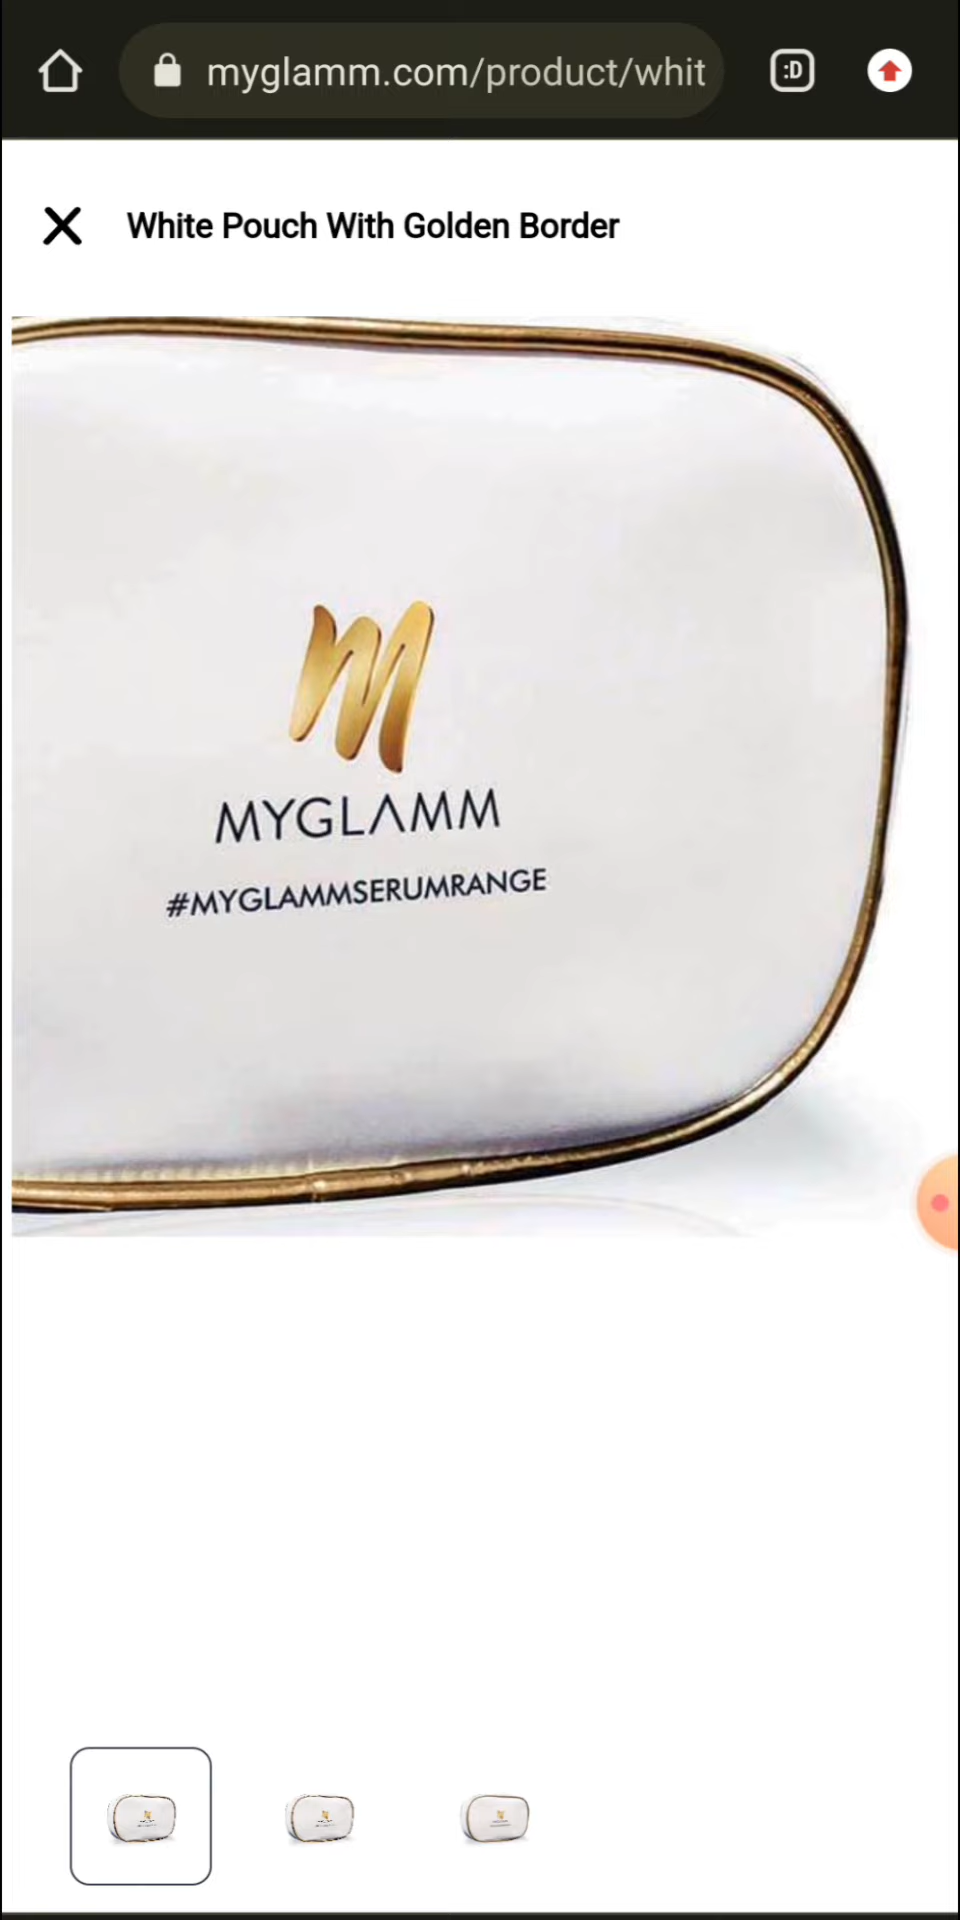 myglamm.com/product/whit
:D
White Pouch With Golden Border
MYGLAMM
#MYGLAMMSERUMRANGE